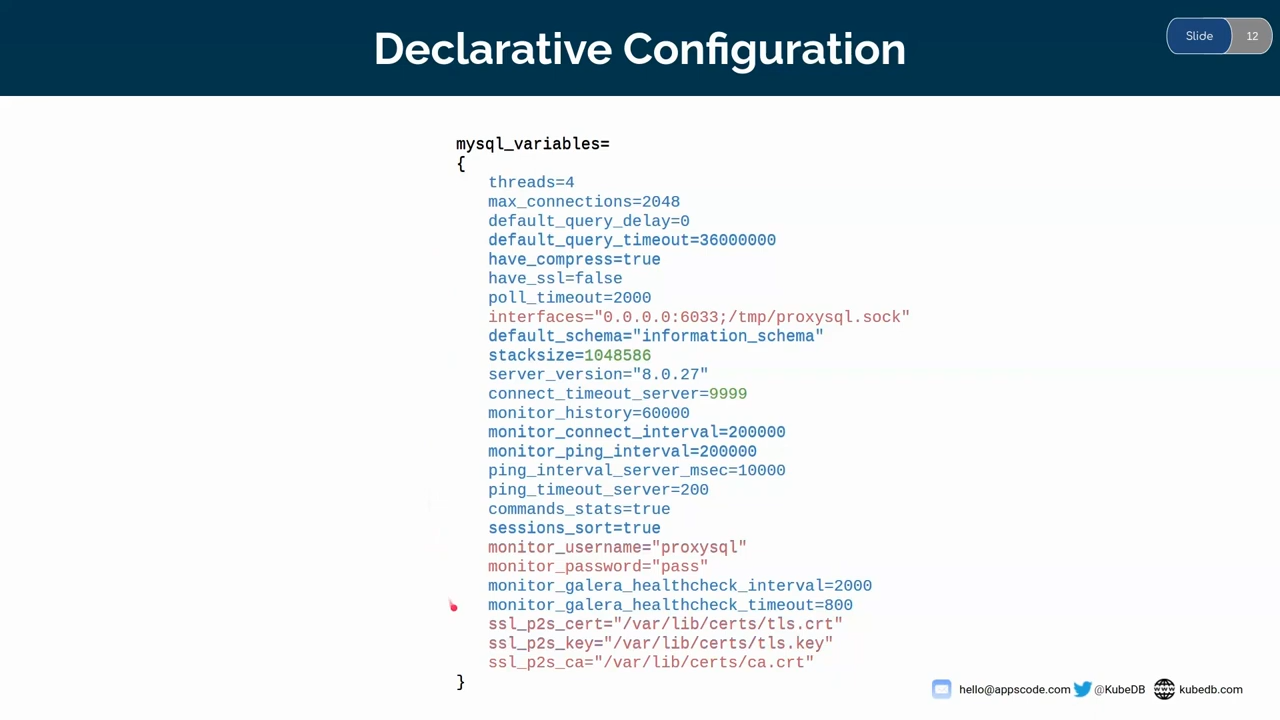 Declarative Configuration
Slide 12
mysql_variables=
{
threads=4
max_connections=2048
default_query_delay=0
default_query_timeout=36000000
have_compress=true
have_ssl=false
poll_timeout=2000
interfaces="0.0.0.0:6033;/tmp/proxysql.sock"
default_schema="information_schema"
stacksize=1048586
server_version="8.0.27"
connect_timeout_server=9999
monitor_history=60000
monitor_connect_interval=200000
monitor_ping_interval=200000
ping_interval_server_msec=10000
ping_timeout_server=200
commands_stats=true
sessions_sort=true
monitor_username="proxysql"
monitor_password="pass"
monitor_galera_healthcheck_interval=2000
monitor_galera_healthcheck_timeout=800
ssl_p2s_cert="/var/lib/certs/tls.crt"
ssl_p2s_key="/var/lib/certs/tls.key"
ssl_p2s_ca="/var/lib/certs/ca.crt"
}
hello@appscode.com @KubeDB kubedb.com